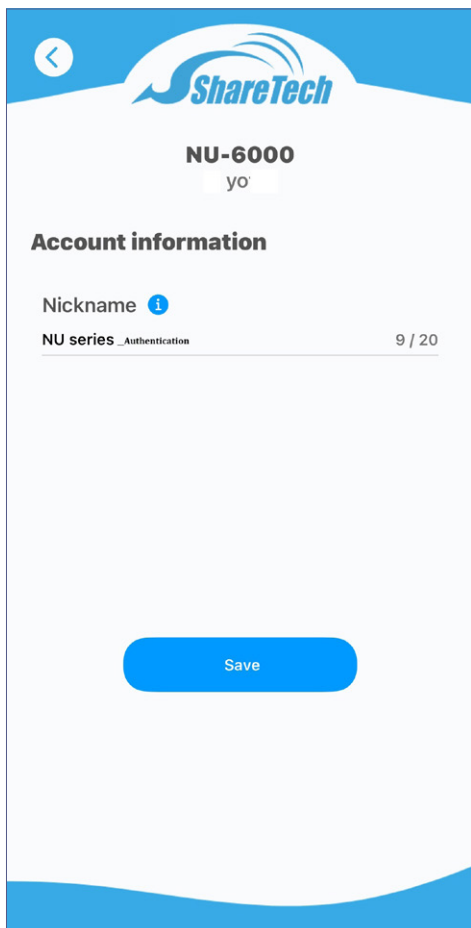 ShareTech
NU-6000
yo
Account information
Nickname i
NU series _Authentication 9 / 20
Save